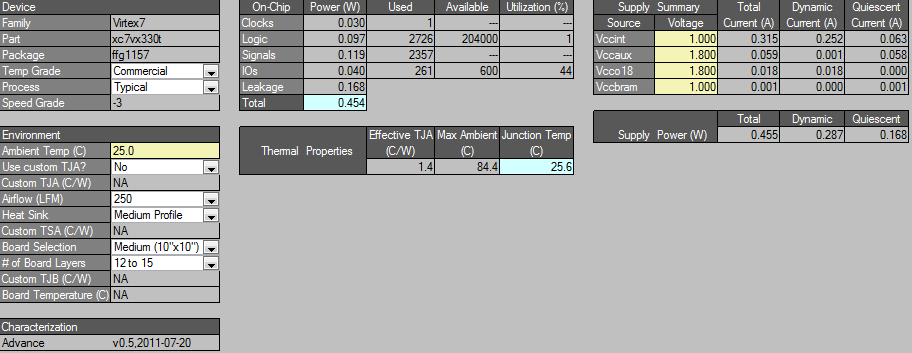 Device
Family Virtex7
Part xc7vx330t
Package ffg1157
Temp Grade Commercial
Process Typical
Speed Grade -3
Environment
Ambient Temp (C) 25.0
Use custom TJA? No
Custom TJA (C/W) NA
Airflow (LFM) 250
Heat Sink Medium Profile
Custom TSA (C/W) NA
Board Selection Medium (10"x10")
# of Board Layers 12 to 15
Custom TJB (C/W) NA
Board Temperature (C) NA
Characterization
Advance v0.5,2011-07-20
On-Chip Power (W) Used Available Utilization (%)
Clocks 0.030 1 --- ---
Logic 0.097 2726 204000 1
Signals 0.119 2357 --- ---
IOs 0.040 261 600 44
Leakage 0.168
Total 0.454
Effective TJA Max Ambient Junction Temp
Thermal Properties (C/W) (C) (C)
1.4 84.4 25.6
Supply Summary Total Dynamic Quiescent
Source Voltage Current (A) Current (A) Current (A)
Vccint 1.000 0.315 0.252 0.063
Vccaux 1.800 0.059 0.001 0.058
Vcco18 1.800 0.018 0.018 0.000
Vccbram 1.000 0.001 0.000 0.001
Total Dynamic Quiescent
Supply Power (W) 0.455 0.287 0.168